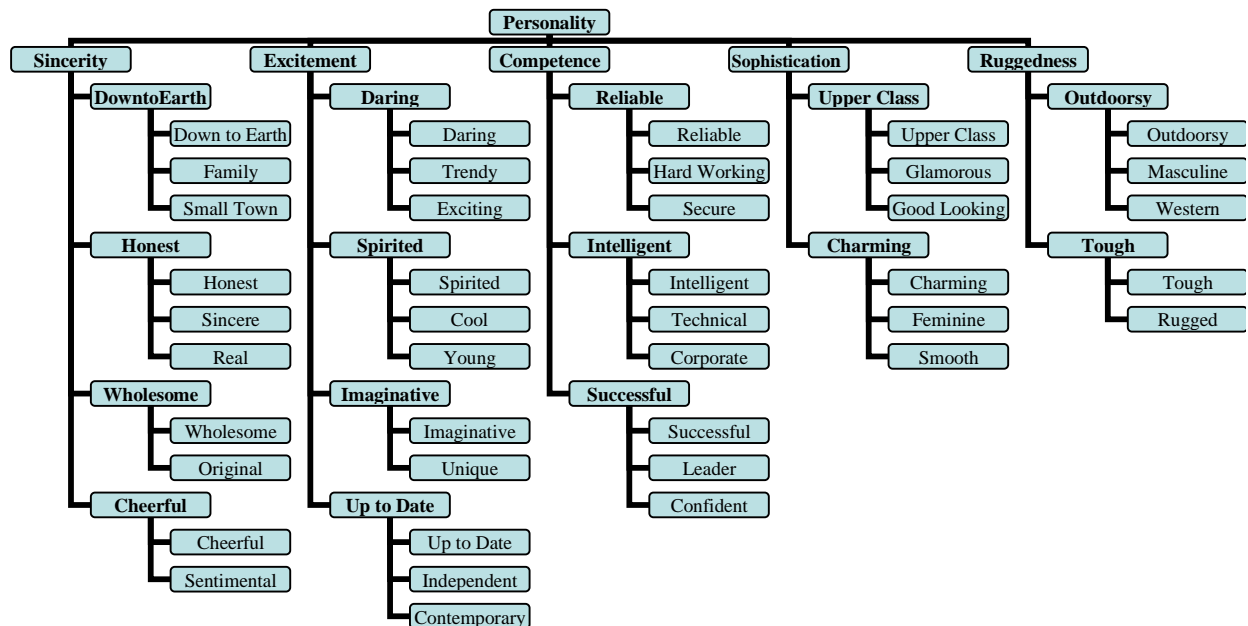 Personality
Sincerity
DowntoEarth
Down to Earth
Family
Small Town
Honest
Honest
Sincere
Real
Wholesome
Wholesome
Original
Cheerful
Cheerful
Sentimental
Excitement
Daring
Daring
Trendy
Exciting
Spirited
Spirited
Cool
Young
Imaginative
Imaginative
Unique
Up to Date
Up to Date
Independent
Contemporary
Competence
Reliable
Reliable
Hard Working
Secure
Intelligent
Intelligent
Technical
Corporate
Successful
Successful
Leader
Confident
Sophistication
Upper Class
Upper Class
Glamorous
Good Looking
Charming
Charming
Feminine
Smooth
Ruggedness
Outdoorsy
Outdoorsy
Masculine
Western
Tough
Tough
Rugged